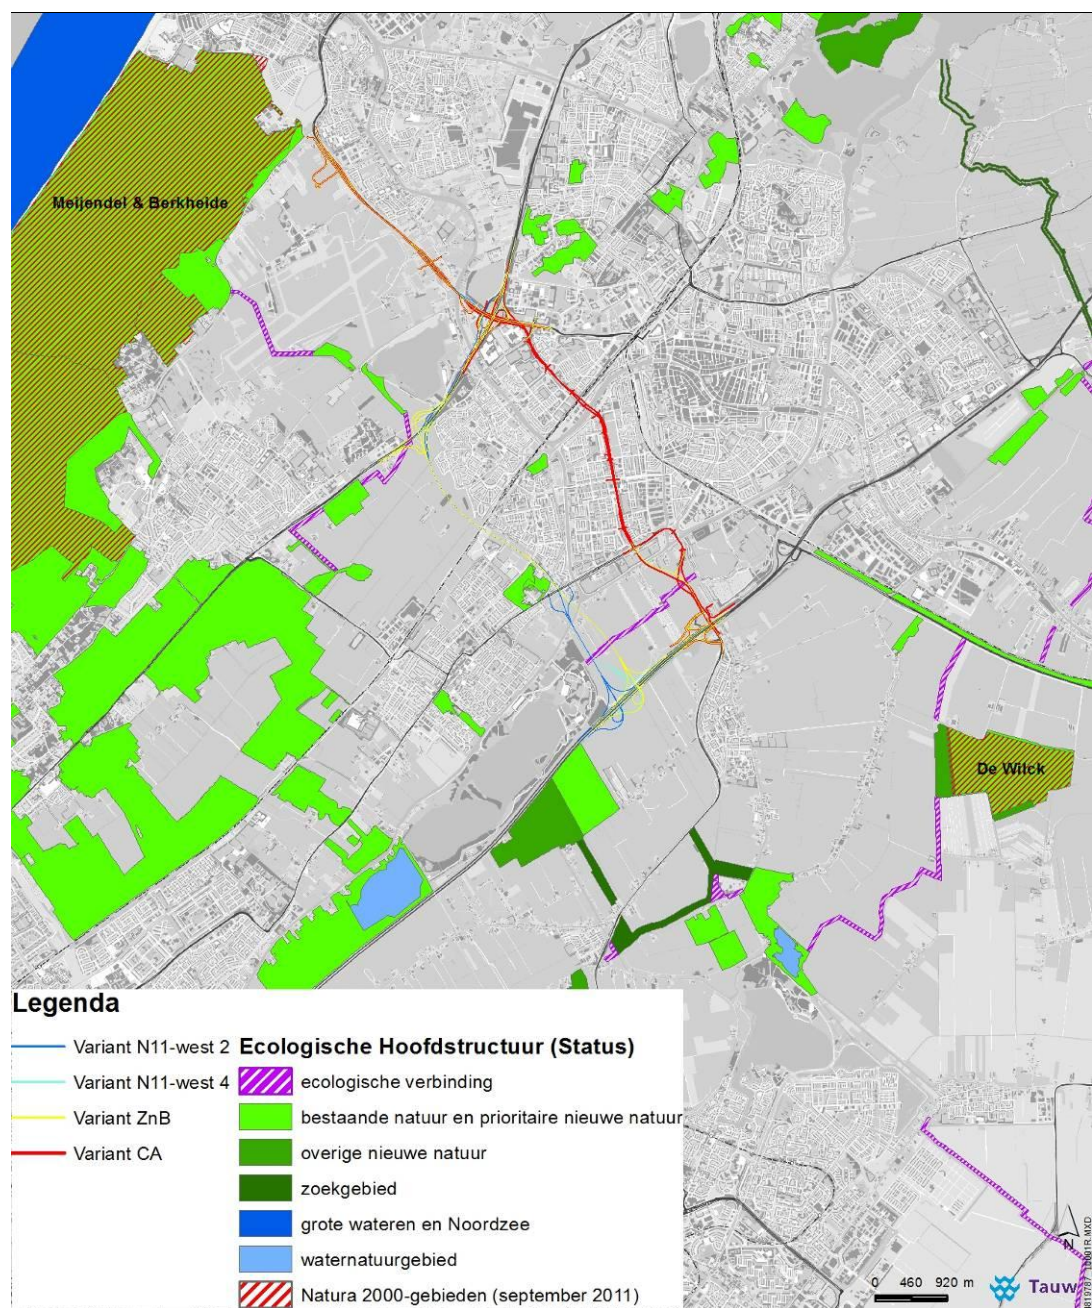 Meijendel & Berkheide
De Wilck
Legenda
Variant N11-west 2
Variant N11-west 4
Variant ZnB
Variant CA
Ecologische Hoofdstructuur (Status)
ecologische verbinding
bestaande natuur en prioritaire nieuwe natuur
overige nieuwe natuur
zoekgebied
grote wateren en Noordzee
waternatuurgebied
Natura 2000-gebieden (september 2011)
0 460 920 m
N
Tauw